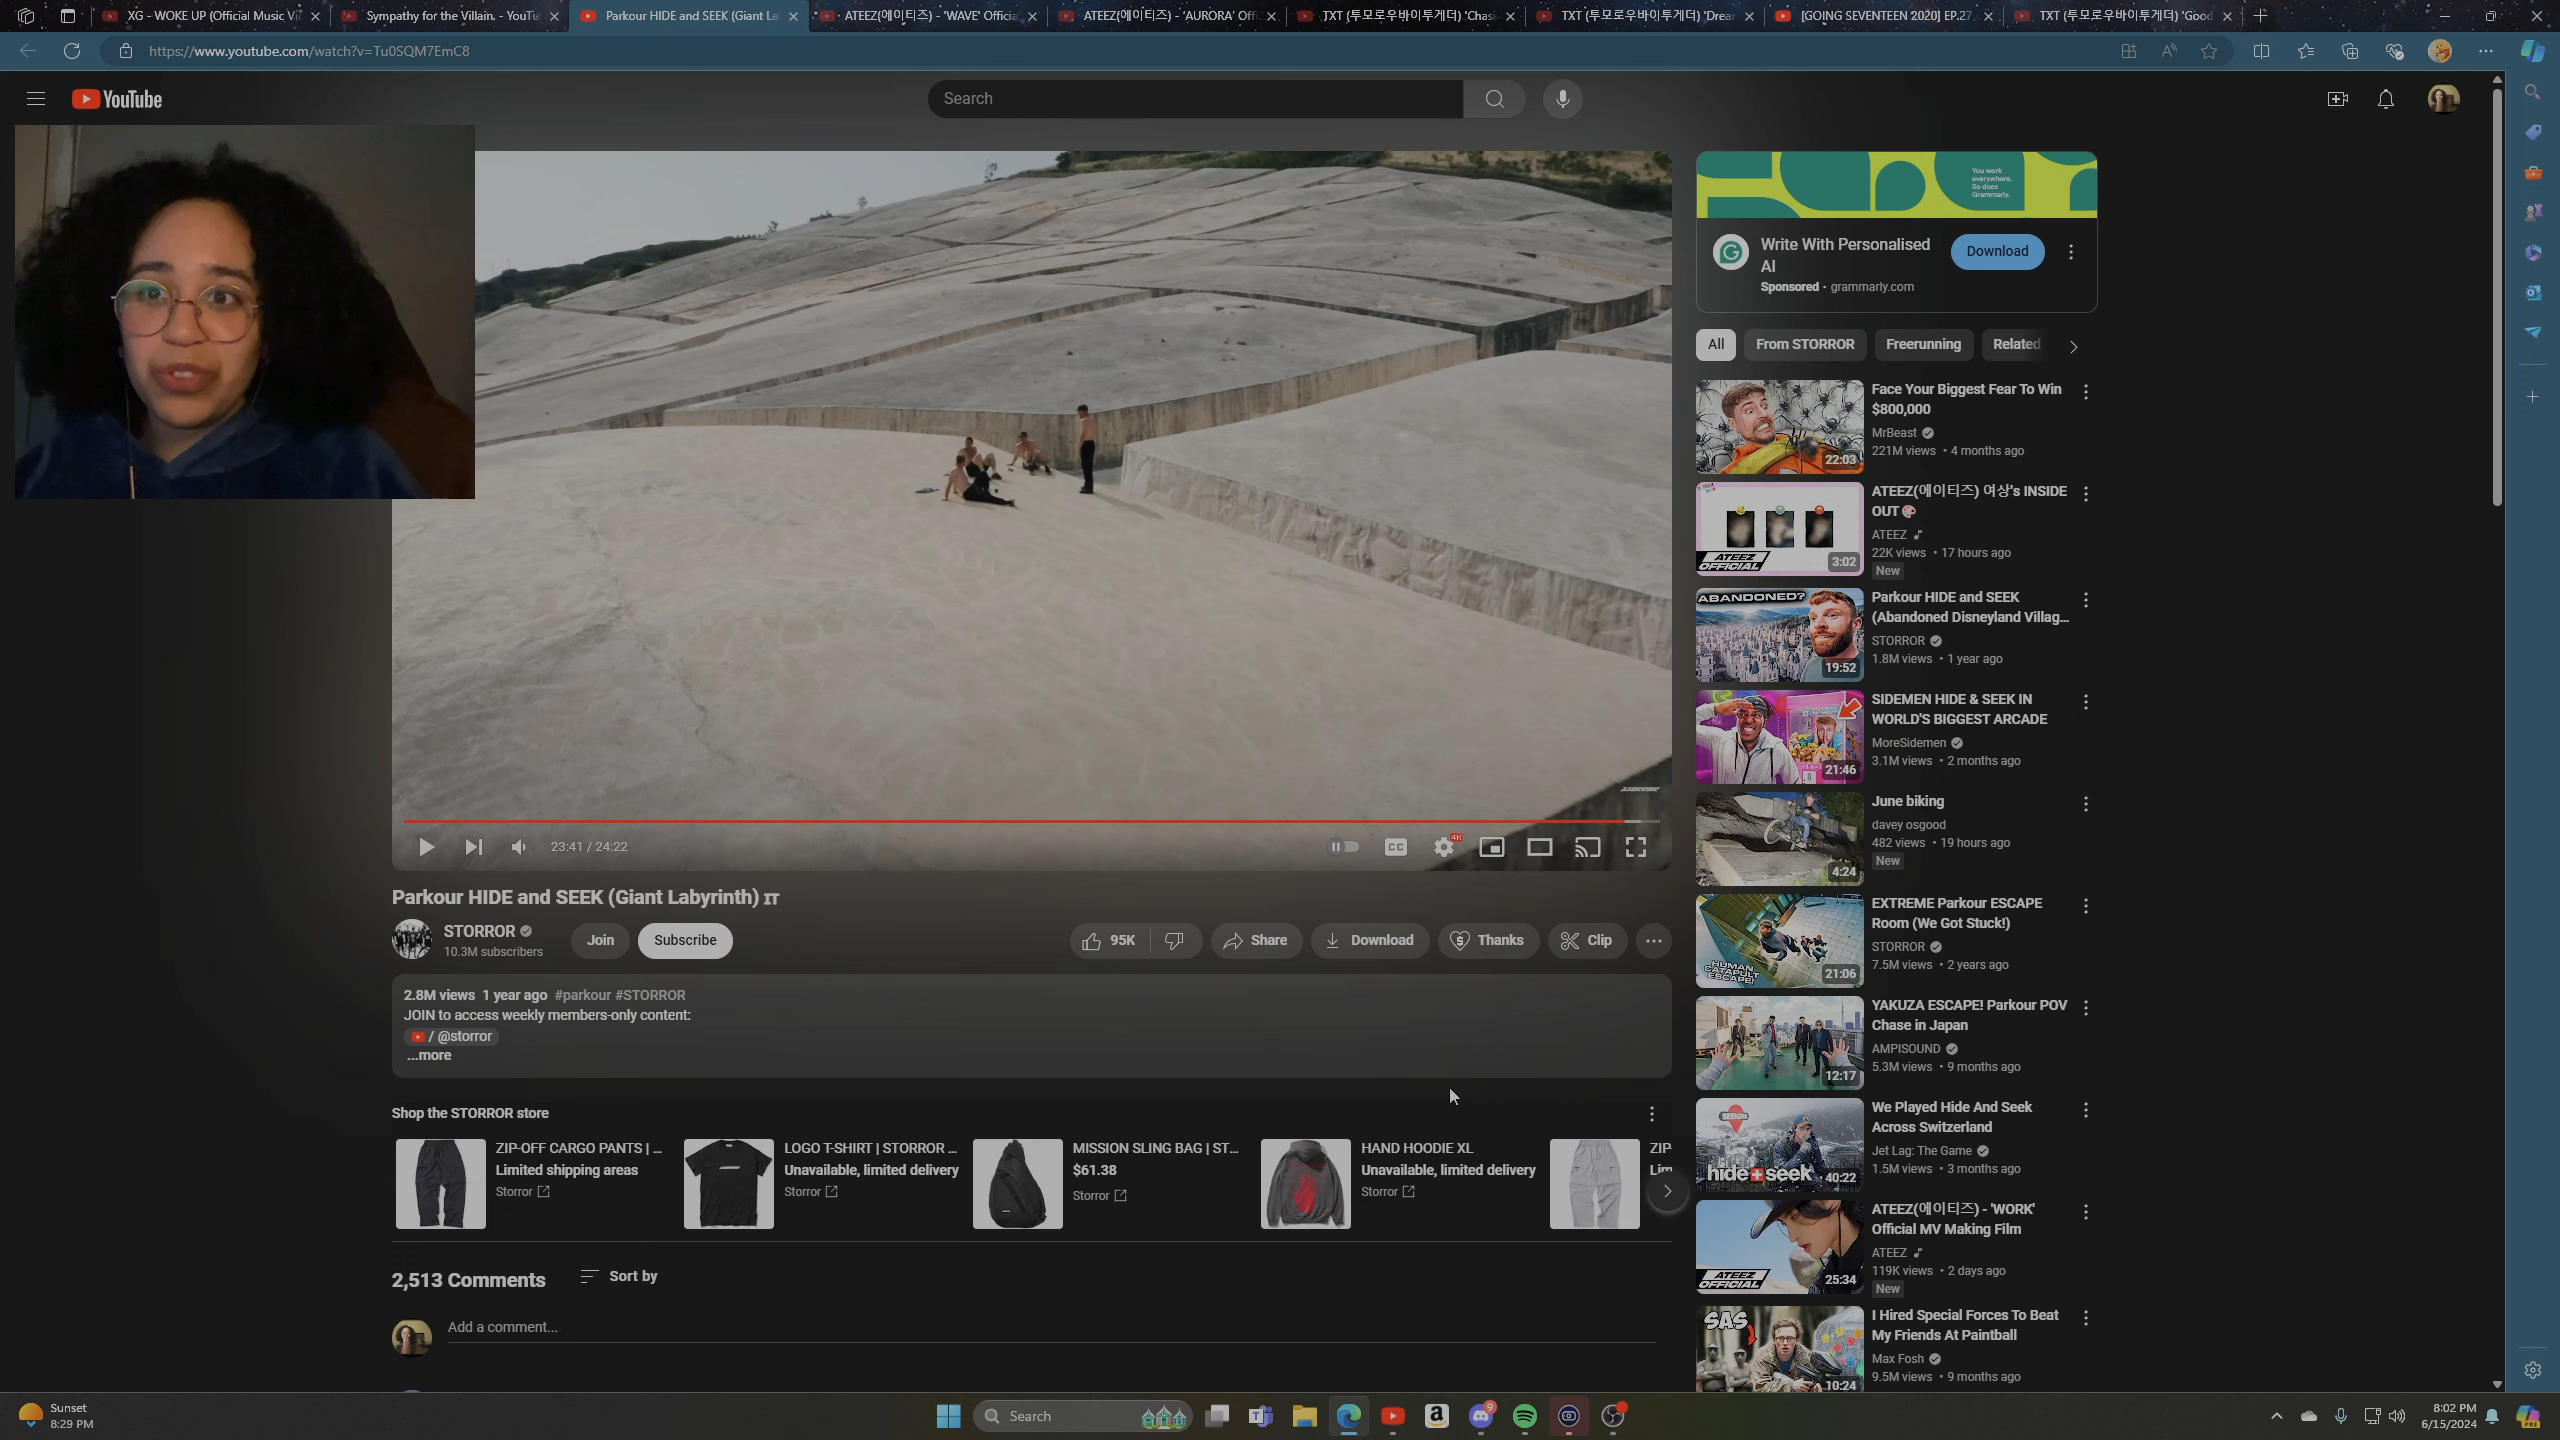 XG - WOKE UP (Official Music Vi
Sympathy for the Villain. - YouTu
Parkour HIDE and SEEK (Giant La
ATEEZ(에이티즈) - 'WAVE' Official
ATEEZ(에이티즈) - 'AURORA' Offi
TXT (투모로우바이투게더) 'Chasi
TXT (투모로우바이투게더) 'Drear
[GOING SEVENTEEN 2020] EP.27
TXT (투모로우바이투게더) 'Good
https://www.youtube.com/watch?v=Tu0SQM7EmC8
YouTube
Search
You work
everywhere.
So does
Grammarly.
Write With Personalised
AI
Sponsored · grammarly.com
Download
All
From STORROR
Freerunning
Related
Face Your Biggest Fear To Win
$800,000
MrBeast
221M views • 4 months ago
22:03
ATEEZ(에이티즈) 여상's INSIDE
OUT🎨
ATEEZ
22K views • 17 hours ago
New
ATEEZ
OFFICIAL
3:02
ABANDONED?
Parkour HIDE and SEEK
(Abandoned Disneyland Villag...
STORROR
1.8M views • 1 year ago
19:52
SIDEMEN HIDE & SEEK IN
WORLD'S BIGGEST ARCADE
MoreSidemen
3.1M views • 2 months ago
21:46
June biking
davey osgood
482 views • 19 hours ago
New
4:24
EXTREME Parkour ESCAPE
Room (We Got Stuck!)
STORROR
7.5M views • 2 years ago
HUMAN
CATAPULT
ESCAPE!
21:06
YAKUZA ESCAPE! Parkour POV
Chase in Japan
AMPISOUND
5.3M views • 9 months ago
12:17
We Played Hide And Seek
Across Switzerland
Jet Lag: The Game
1.5M views • 3 months ago
SEEKERS
hide+seek
40:22
ATEEZ(에이티즈) - 'WORK'
Official MV Making Film
ATEEZ
119K views • 2 days ago
New
ATEEZ
OFFICIAL
25:34
I Hired Special Forces To Beat
My Friends At Paintball
Max Fosh
9.5M views • 9 months ago
SAS
10:24
STORROR
23:41 / 24:22
CC
4K
Parkour HIDE and SEEK (Giant Labyrinth) IT
STORROR
10.3M subscribers
Join
Subscribe
95K
Share
Download
Thanks
Clip
2.8M views 1 year ago #parkour #STORROR
JOIN to access weekly members-only content:
/ @storror
...more
Shop the STORROR store
ZIP-OFF CARGO PANTS | ...
Limited shipping areas
Storror
LOGO T-SHIRT | STORROR ...
Unavailable, limited delivery
Storror
MISSION SLING BAG | ST...
$61.38
Storror
HAND HOODIE XL
Unavailable, limited delivery
Storror
ZIP-
Lim
2,513 Comments
Sort by
Add a comment...
Sunset
8:29 PM
Search
9
8:02 PM
6/15/2024
PRE